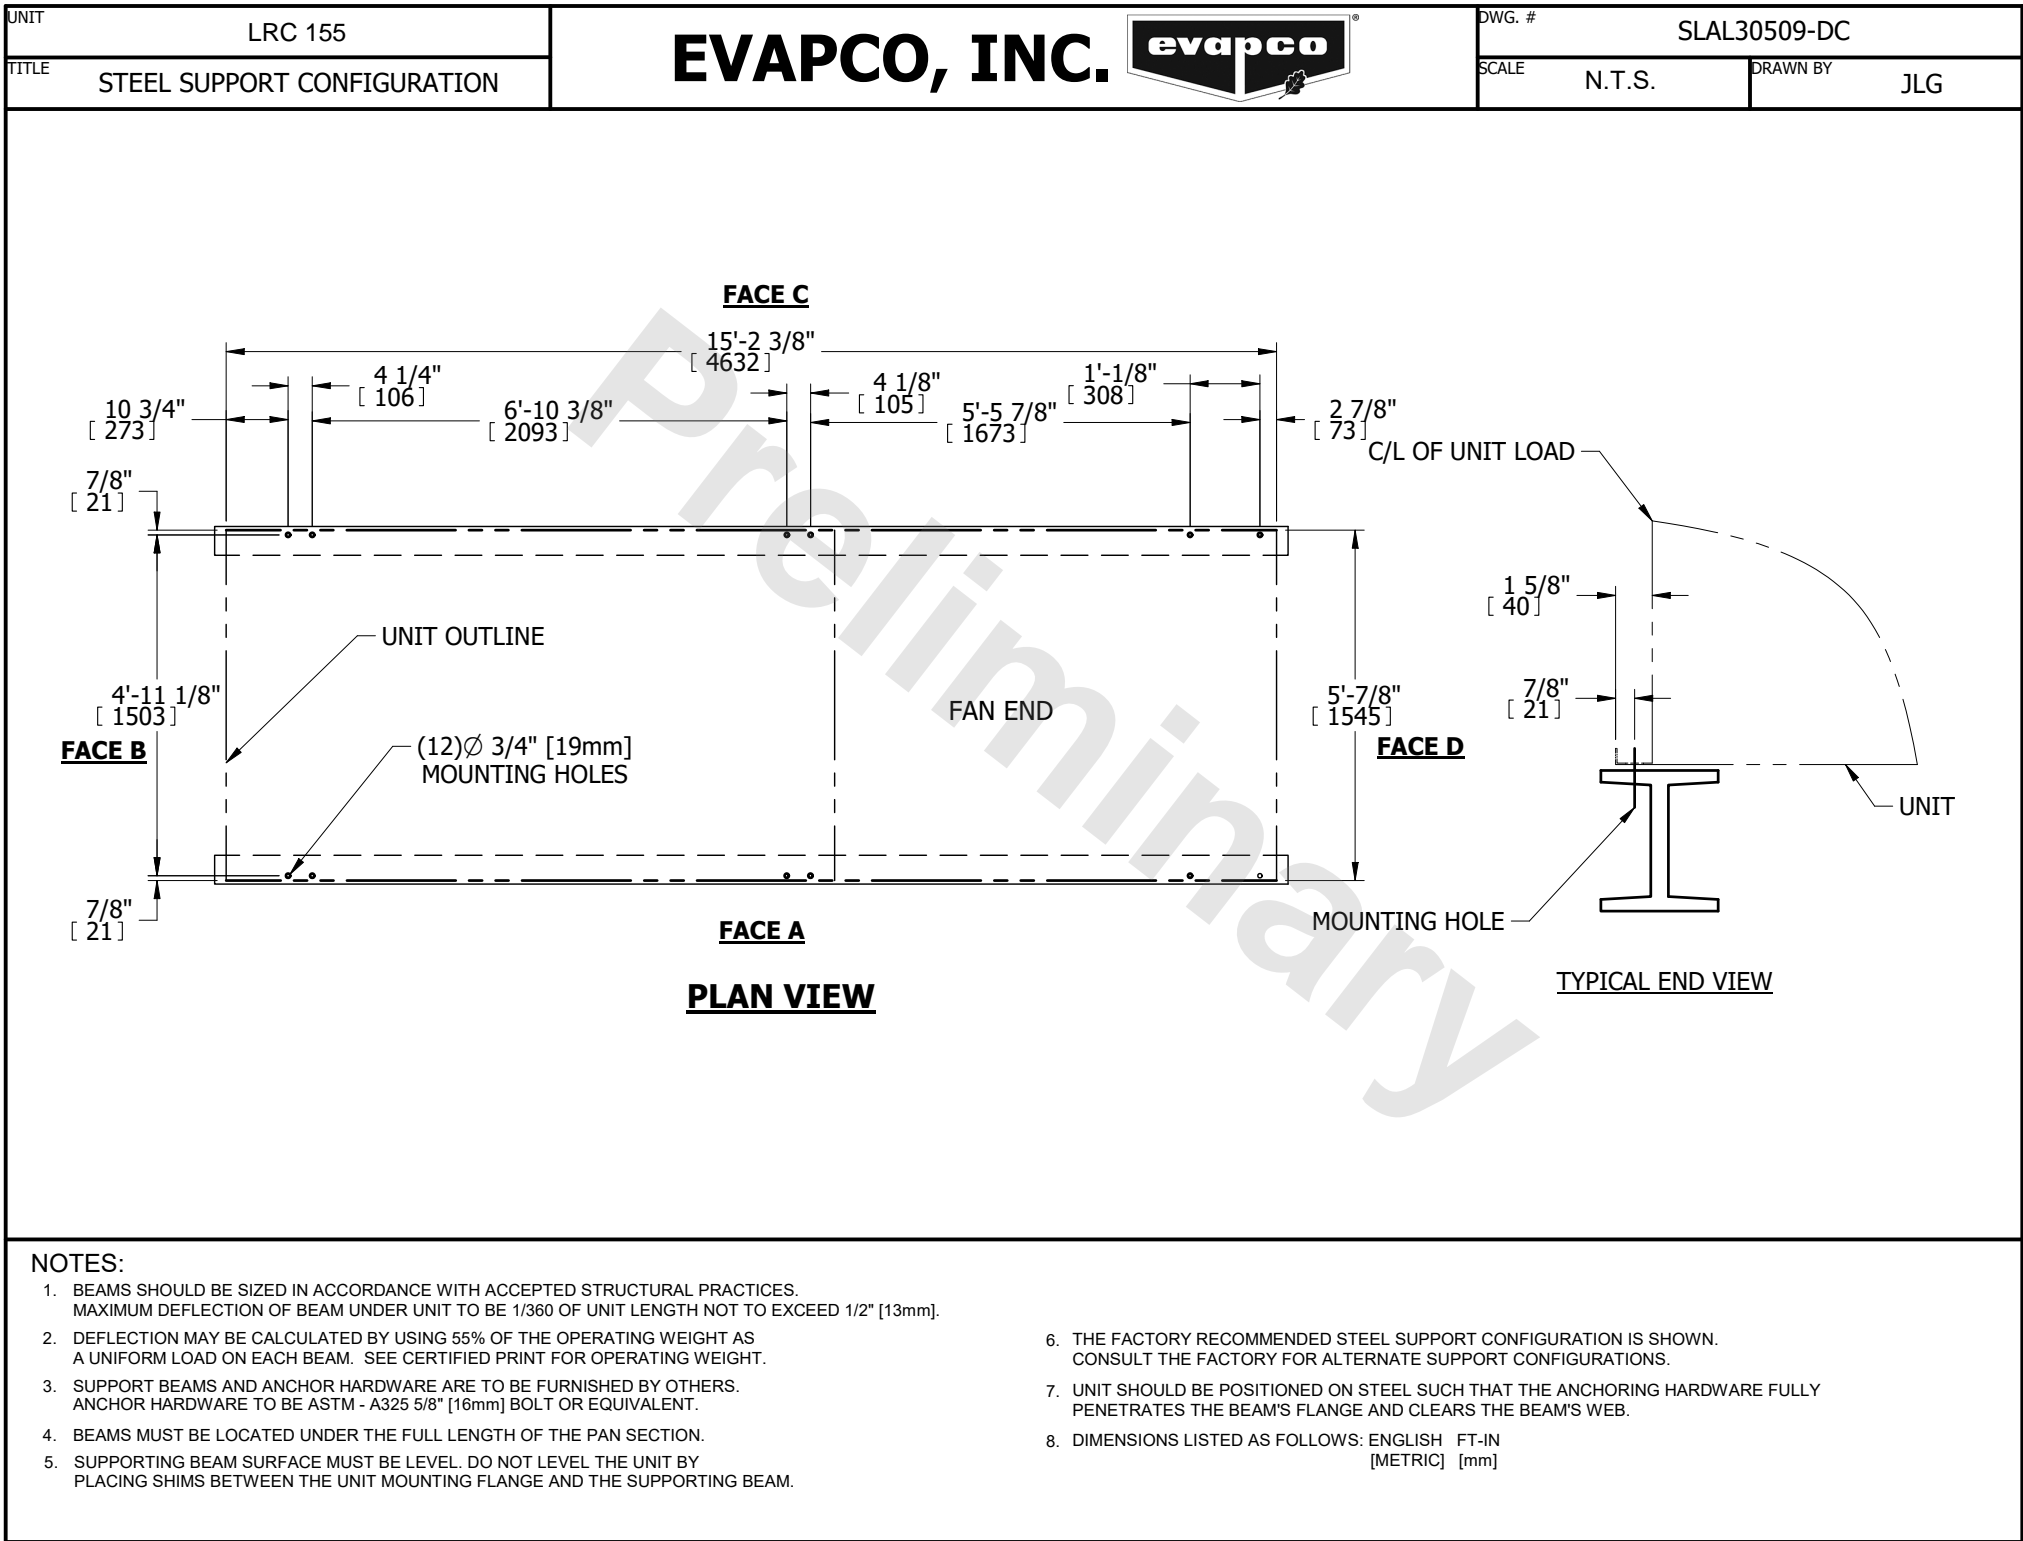 UNIT
LRC 155
TITLE
STEEL SUPPORT CONFIGURATION
EVAPCO, INC.
evapco
®
DWG. #
SLAL30509-DC
SCALE
N.T.S.
DRAWN BY
JLG
FACE C
15'-2 3/8"
[ 4632 ]
4 1/4"
[ 106 ]
4 1/8"
[ 105 ]
1'-1/8"
[ 308 ]
10 3/4"
[ 273 ]
6'-10 3/8"
[ 2093 ]
5'-5 7/8"
[ 1673 ]
2 7/8"
[ 73 ]
C/L OF UNIT LOAD
7/8"
[ 21 ]
1 5/8"
[ 40 ]
UNIT OUTLINE
4'-11 1/8"
[ 1503 ]
FACE B
(12)Ø 3/4" [19mm]
MOUNTING HOLES
FAN END
5'-7/8"
[ 1545 ]
FACE D
7/8"
[ 21 ]
UNIT
7/8"
[ 21 ]
MOUNTING HOLE
FACE A
PLAN VIEW
TYPICAL END VIEW
Preliminary
NOTES:
1. BEAMS SHOULD BE SIZED IN ACCORDANCE WITH ACCEPTED STRUCTURAL PRACTICES.
MAXIMUM DEFLECTION OF BEAM UNDER UNIT TO BE 1/360 OF UNIT LENGTH NOT TO EXCEED 1/2" [13mm].
2. DEFLECTION MAY BE CALCULATED BY USING 55% OF THE OPERATING WEIGHT AS
A UNIFORM LOAD ON EACH BEAM. SEE CERTIFIED PRINT FOR OPERATING WEIGHT.
3. SUPPORT BEAMS AND ANCHOR HARDWARE ARE TO BE FURNISHED BY OTHERS.
ANCHOR HARDWARE TO BE ASTM - A325 5/8" [16mm] BOLT OR EQUIVALENT.
4. BEAMS MUST BE LOCATED UNDER THE FULL LENGTH OF THE PAN SECTION.
5. SUPPORTING BEAM SURFACE MUST BE LEVEL. DO NOT LEVEL THE UNIT BY
PLACING SHIMS BETWEEN THE UNIT MOUNTING FLANGE AND THE SUPPORTING BEAM.
6. THE FACTORY RECOMMENDED STEEL SUPPORT CONFIGURATION IS SHOWN.
CONSULT THE FACTORY FOR ALTERNATE SUPPORT CONFIGURATIONS.
7. UNIT SHOULD BE POSITIONED ON STEEL SUCH THAT THE ANCHORING HARDWARE FULLY
PENETRATES THE BEAM'S FLANGE AND CLEARS THE BEAM'S WEB.
8. DIMENSIONS LISTED AS FOLLOWS: ENGLISH FT-IN
[METRIC] [mm]